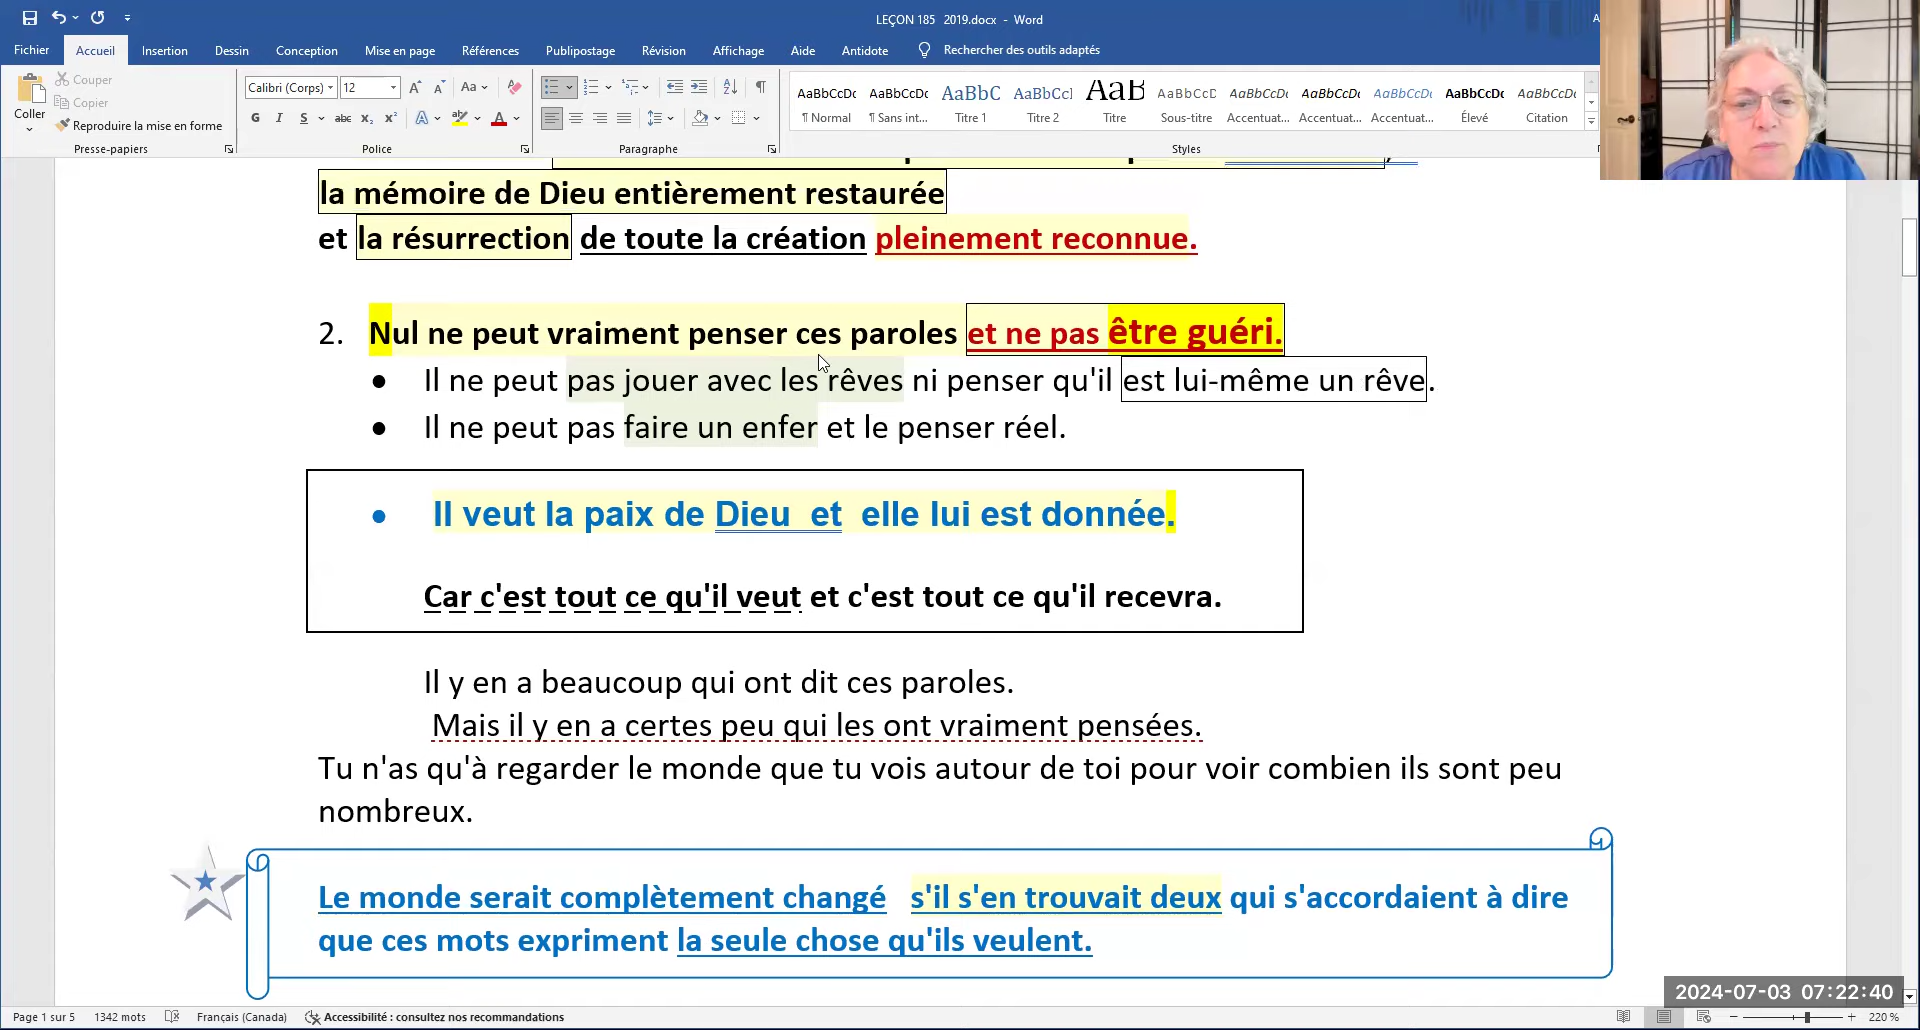 LEÇON 185 2019.docx - Word
Fichier Accueil Insertion Dessin Conception Mise en page Références Publipostage Révision Affichage Aide Antidote Rechercher des outils adaptés
Coller
Couper
Copier
Reproduire la mise en forme
Presse-papiers
Calibri (Corps) 12
Police
Paragraphe
AaBbCcDc AaBbCcDc AaBbC AaBbCcI AaB AaBbCcD AaBbCcDc AaBbCcDc AaBbCcDc AaBbCcDc AaBbCcDc
¶ Normal ¶ Sans int... Titre 1 Titre 2 Titre Sous-titre Accentuat... Accentuat... Accentuat... Élevé Citation
Styles
la mémoire de Dieu entièrement restaurée
et la résurrection de toute la création pleinement reconnue.
2. Nul ne peut vraiment penser ces paroles et ne pas être guéri.
• Il ne peut pas jouer avec les rêves ni penser qu'il est lui-même un rêve.
• Il ne peut pas faire un enfer et le penser réel.
• Il veut la paix de Dieu et elle lui est donnée.
Car c'est tout ce qu'il veut et c'est tout ce qu'il recevra.
Il y en a beaucoup qui ont dit ces paroles.
Mais il y en a certes peu qui les ont vraiment pensées.
Tu n'as qu'à regarder le monde que tu vois autour de toi pour voir combien ils sont peu
nombreux.
Le monde serait complètement changé s'il s'en trouvait deux qui s'accordaient à dire
que ces mots expriment la seule chose qu'ils veulent.
2024-07-03 07:22:40
Page 1 sur 5 1342 mots Français (Canada) Accessibilité : consultez nos recommandations 220 %